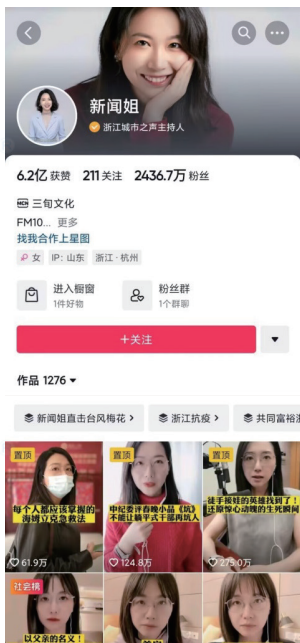 新闻姐
浙江城市之声主持人
6.2亿 获赞 211 关注 2436.7万 粉丝
MCN 三旬文化
FM10... 更多
找我合作上星图
女 IP: 山东 浙江·杭州
进入橱窗
1件好物
粉丝群
1个群聊
+关注
作品 1276
新闻姐直击台风梅花 >
浙江抗疫 >
共同富裕
置顶
每个人都应该掌握的
海姆立克急救法
61.9万
置顶
中纪委评春晚小品《坑》
不能让躺平式干部再坑人
124.8万
置顶
徒手接娃的英雄找到了!
还原惊心动魄的生死瞬间
275.0万
社会榜
以父亲的名义!